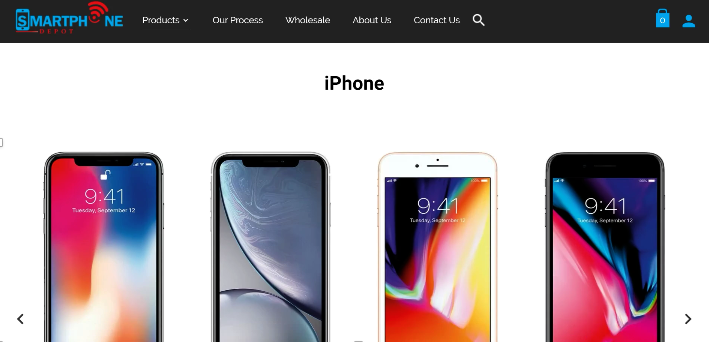 SMARTPHONE
DEPOT
Products
Our Process
Wholesale
About Us
Contact Us
0
iPhone
9:41
Tuesday, September 12
9:41
Tuesday, September 12
9:41
Tuesday, September 12